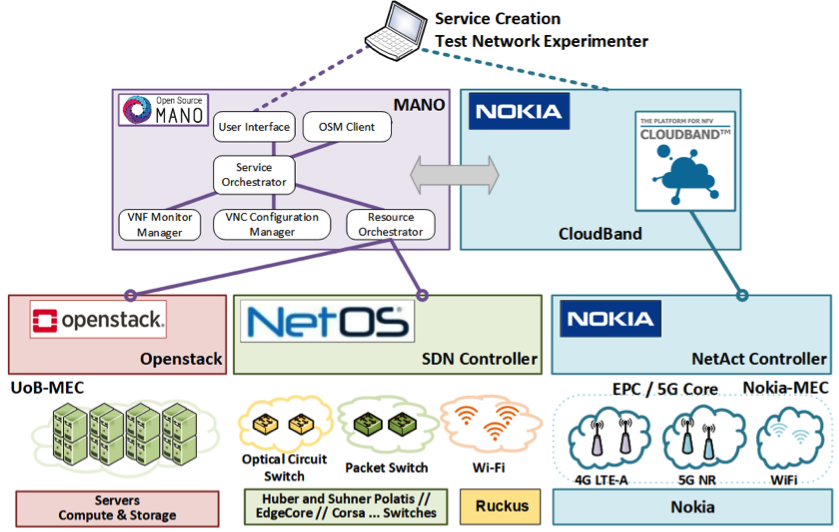 Service Creation
Test Network Experimenter
Open Source
MANO
MANO
User Interface
OSM Client
Service
Orchestrator
VNF Monitor
Manager
VNC Configuration
Manager
Resource
Orchestrator
NOKIA
THE PLATFORM FOR NFV
CLOUDBAND™
CloudBand
openstack.
Openstack
NetOS
SDN Controller
NOKIA
NetAct Controller
UoB-MEC
EPC / 5G Core
Nokia-MEC
Optical Circuit
Switch
Packet Switch
Wi-Fi
4G LTE-A
5G NR
WiFi
Servers
Compute & Storage
Huber and Suhner Polatis //
EdgeCore // Corsa ... Switches
Ruckus
Nokia